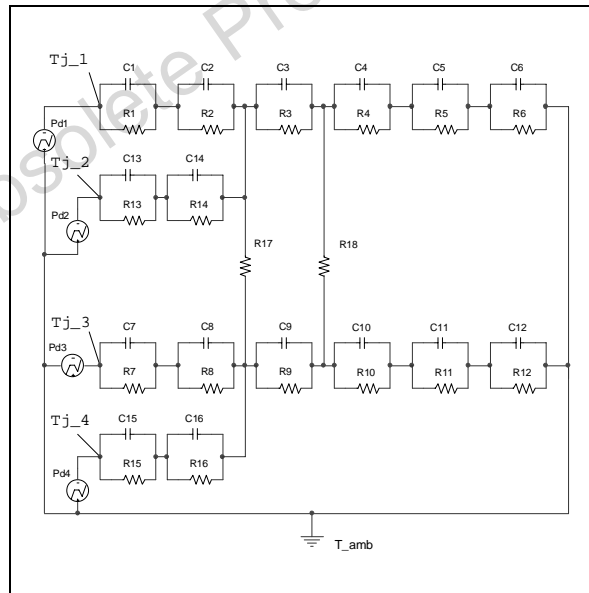 Obsolete Pro
Tj_1
C1 C2 C3 C4 C5 C6
R1 R2 R3 R4 R5 R6
Pd1
Tj_2
C13 C14
R13 R14
Pd2
R17 R18
Tj_3
C7 C8 C9 C10 C11 C12
Pd3
R7 R8 R9 R10 R11 R12
Tj_4
C15 C16
R15 R16
Pd4
T_amb